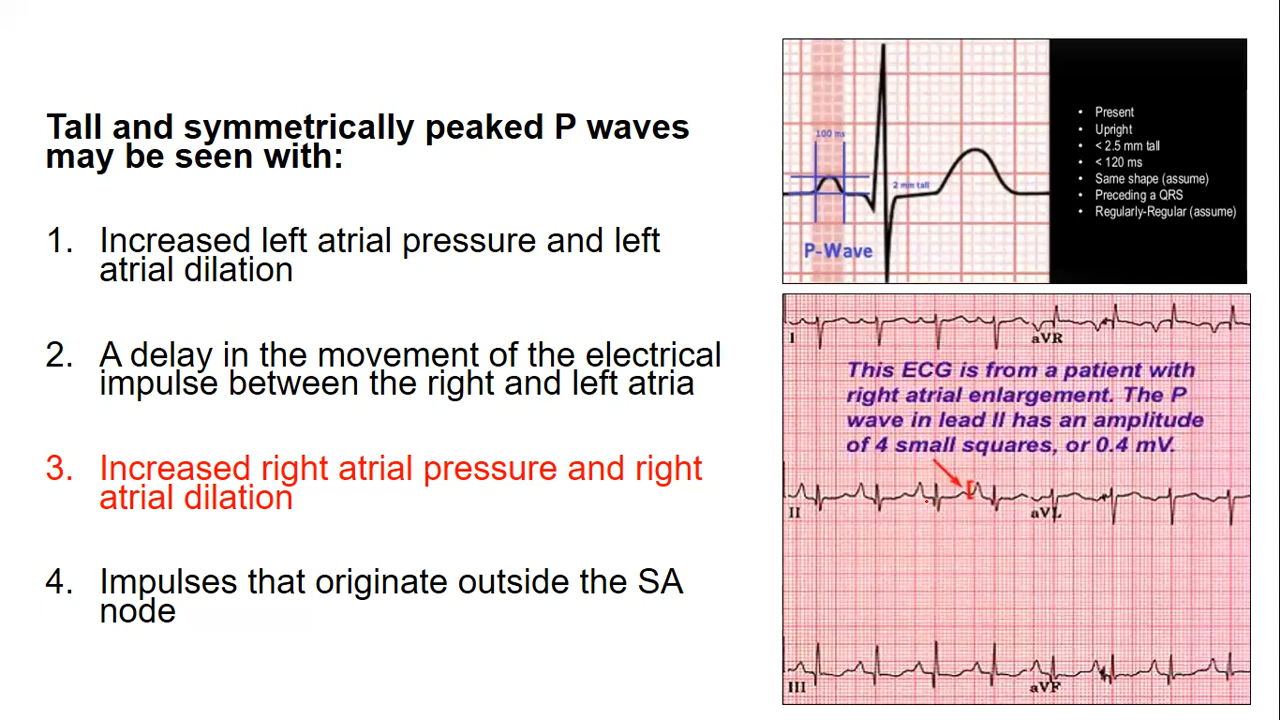 Tall and symmetrically peaked P waves
may be seen with:
1. Increased left atrial pressure and left
atrial dilation
2. A delay in the movement of the electrical
impulse between the right and left atria
3. Increased right atrial pressure and right
atrial dilation
4. Impulses that originate outside the SA
node
100 ms
2 mm tall
P-Wave
• Present
• Upright
• < 2.5 mm tall
• < 120 ms
• Same shape (assume)
• Preceding a QRS
• Regularly-Regular (assume)
I
aVR
This ECG is from a patient with
right atrial enlargement. The P
wave in lead II has an amplitude
of 4 small squares, or 0.4 mV.
II
aVL
III
aVF